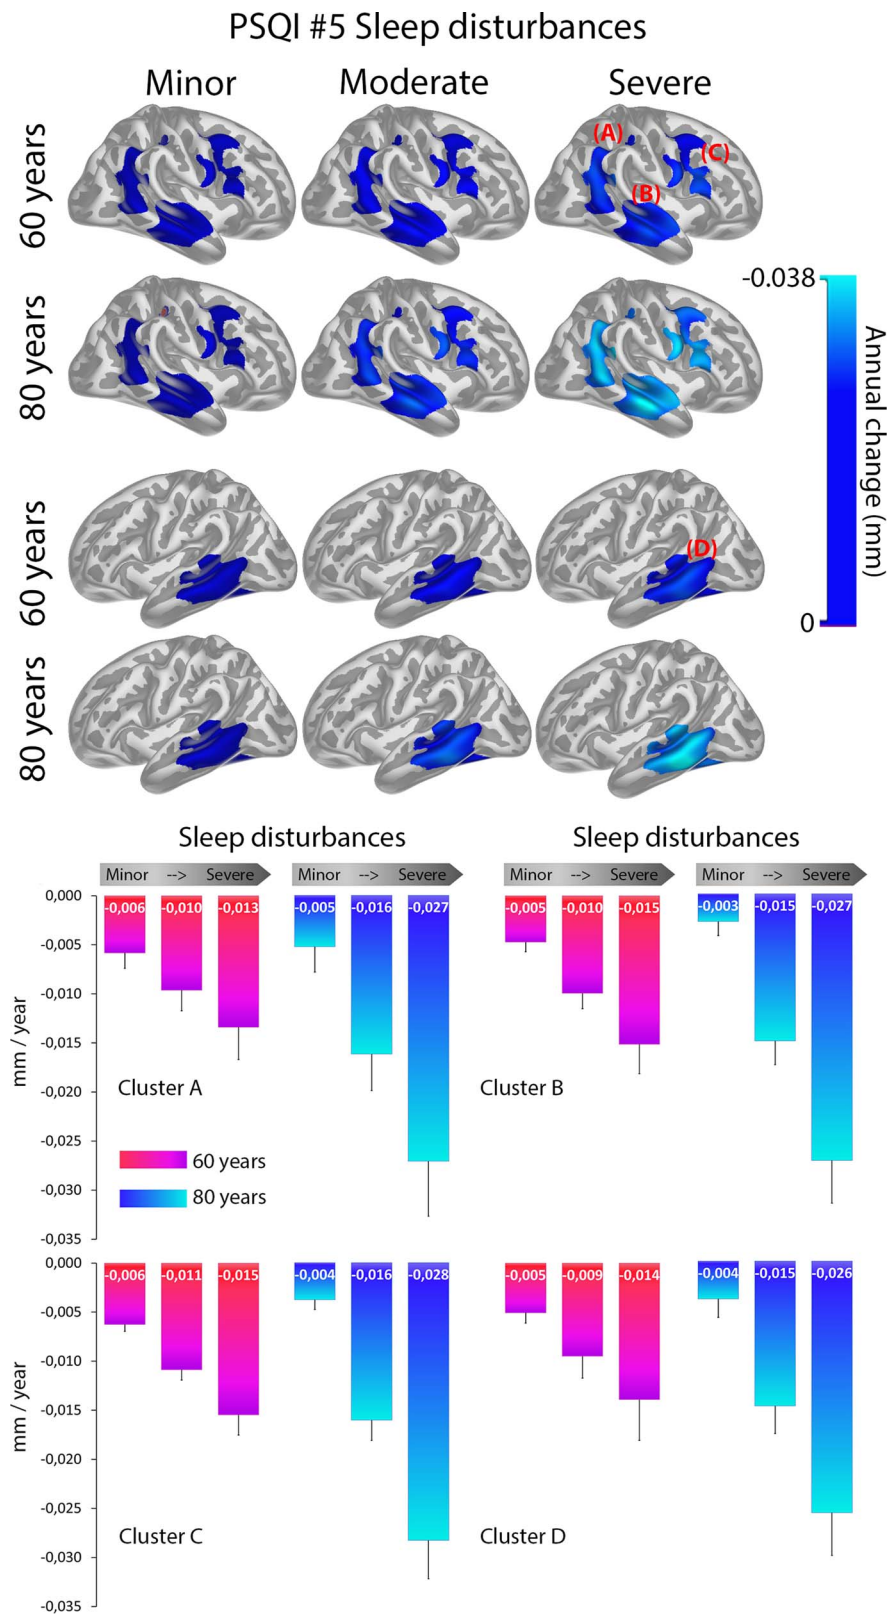 PSQI #5 Sleep disturbances
Minor Moderate Severe
60 years
(A) (B) (C)
80 years
-0.038
Annual change (mm)
0
60 years
(D)
80 years
Sleep disturbances Sleep disturbances
Minor --> Severe Minor --> Severe Minor --> Severe Minor --> Severe
0,000 -0,006 -0,010 -0,013 -0,005 -0,016 -0,027 -0,005 -0,010 -0,015 -0,003 -0,015 -0,027
-0,005
-0,010
-0,015
mm / year
-0,020
Cluster A Cluster B
-0,025
60 years
-0,030
80 years
-0,035
0,000
-0,006 -0,011 -0,015 -0,004 -0,016 -0,028 -0,005 -0,009 -0,014 -0,004 -0,015 -0,026
-0,005
-0,010
-0,015
mm / year
-0,020
-0,025
Cluster C Cluster D
-0,030
-0,035